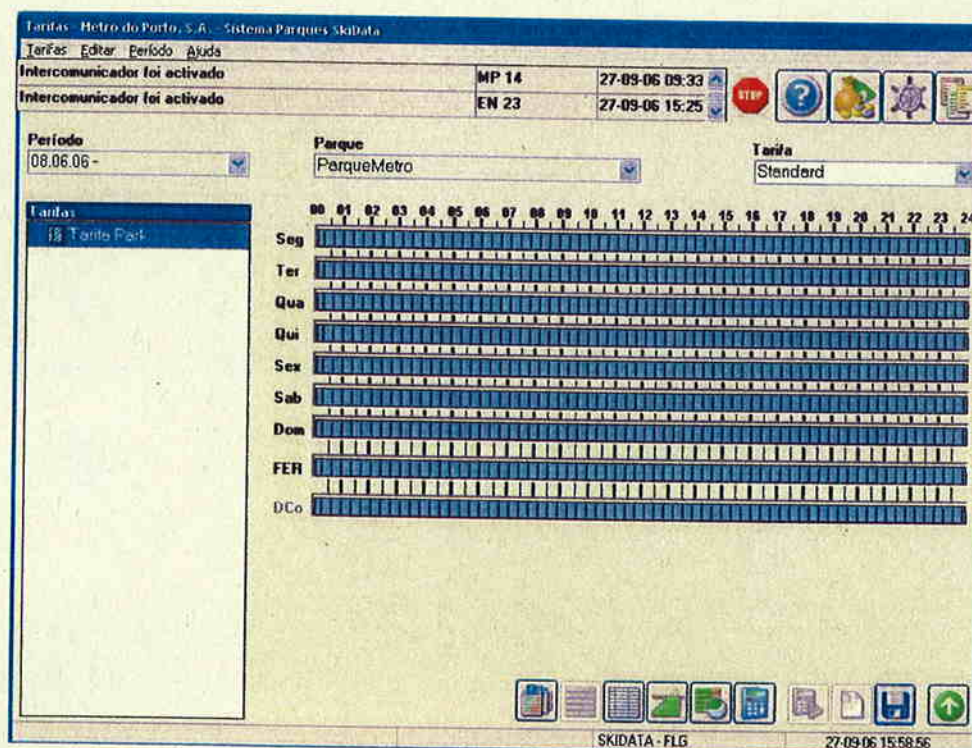 Tarifas - Metro do Porto, S.A. - Sistema Parques SkiData
Tarifas Editar Período Ajuda
Intercomunicador foi activado MP 14 27-09-06 09:33
Intercomunicador foi activado EN 23 27-09-06 15:25
STOP
Período Parque Tarifa
08.06.06 - ParqueMetro Standard
Tarifas
Tarifa Park
00 01 02 03 04 05 06 07 08 09 10 11 12 13 14 15 16 17 18 19 20 21 22 23 24
Seg
Ter
Qua
Qui
Sex
Sab
Dom
FER
DCo
SKIDATA - FLG 27-09-06 15:58:56